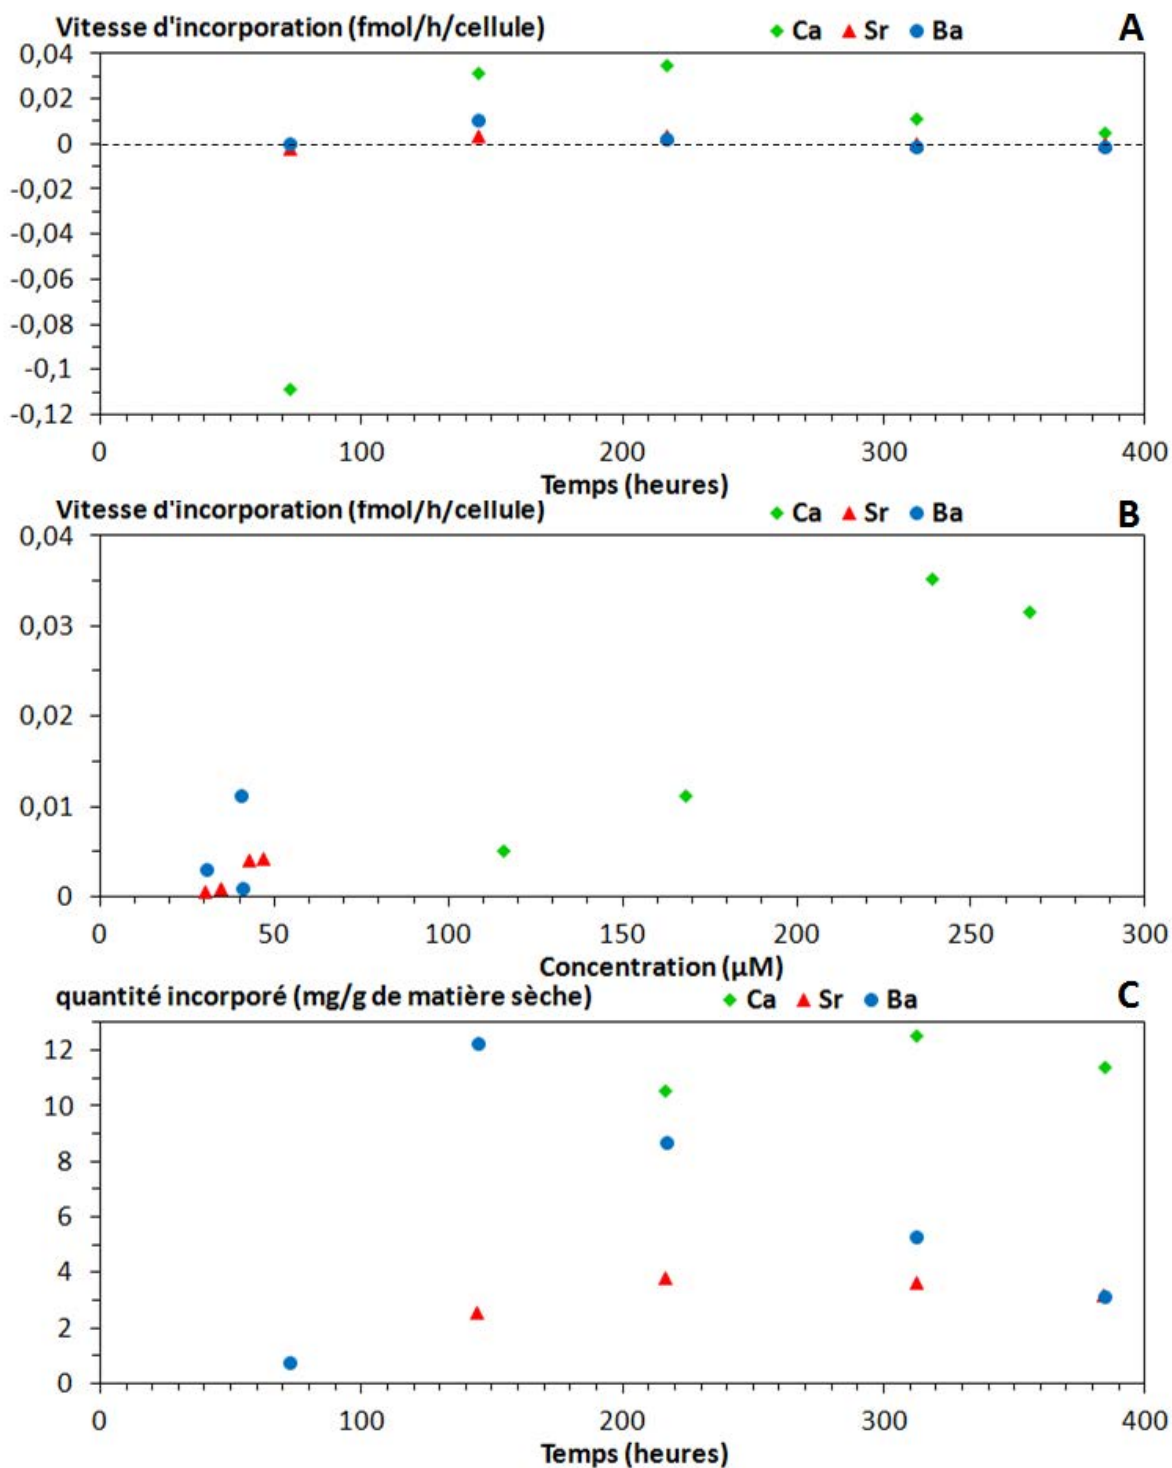 Vitesse d'incorporation (fmol/h/cellule) Ca Sr Ba A
0,04
0,02
0
-0,02
-0,04
-0,06
-0,08
-0,1
-0,12
0 100 200 300 400
Temps (heures)
Vitesse d'incorporation (fmol/h/cellule) Ca Sr Ba B
0,04
0,03
0,02
0,01
0
0 50 100 150 200 250 300
Concentration (µM)
quantité incorporé (mg/g de matière sèche) Ca Sr Ba C
12
10
8
6
4
2
0
0 100 200 300 400
Temps (heures)